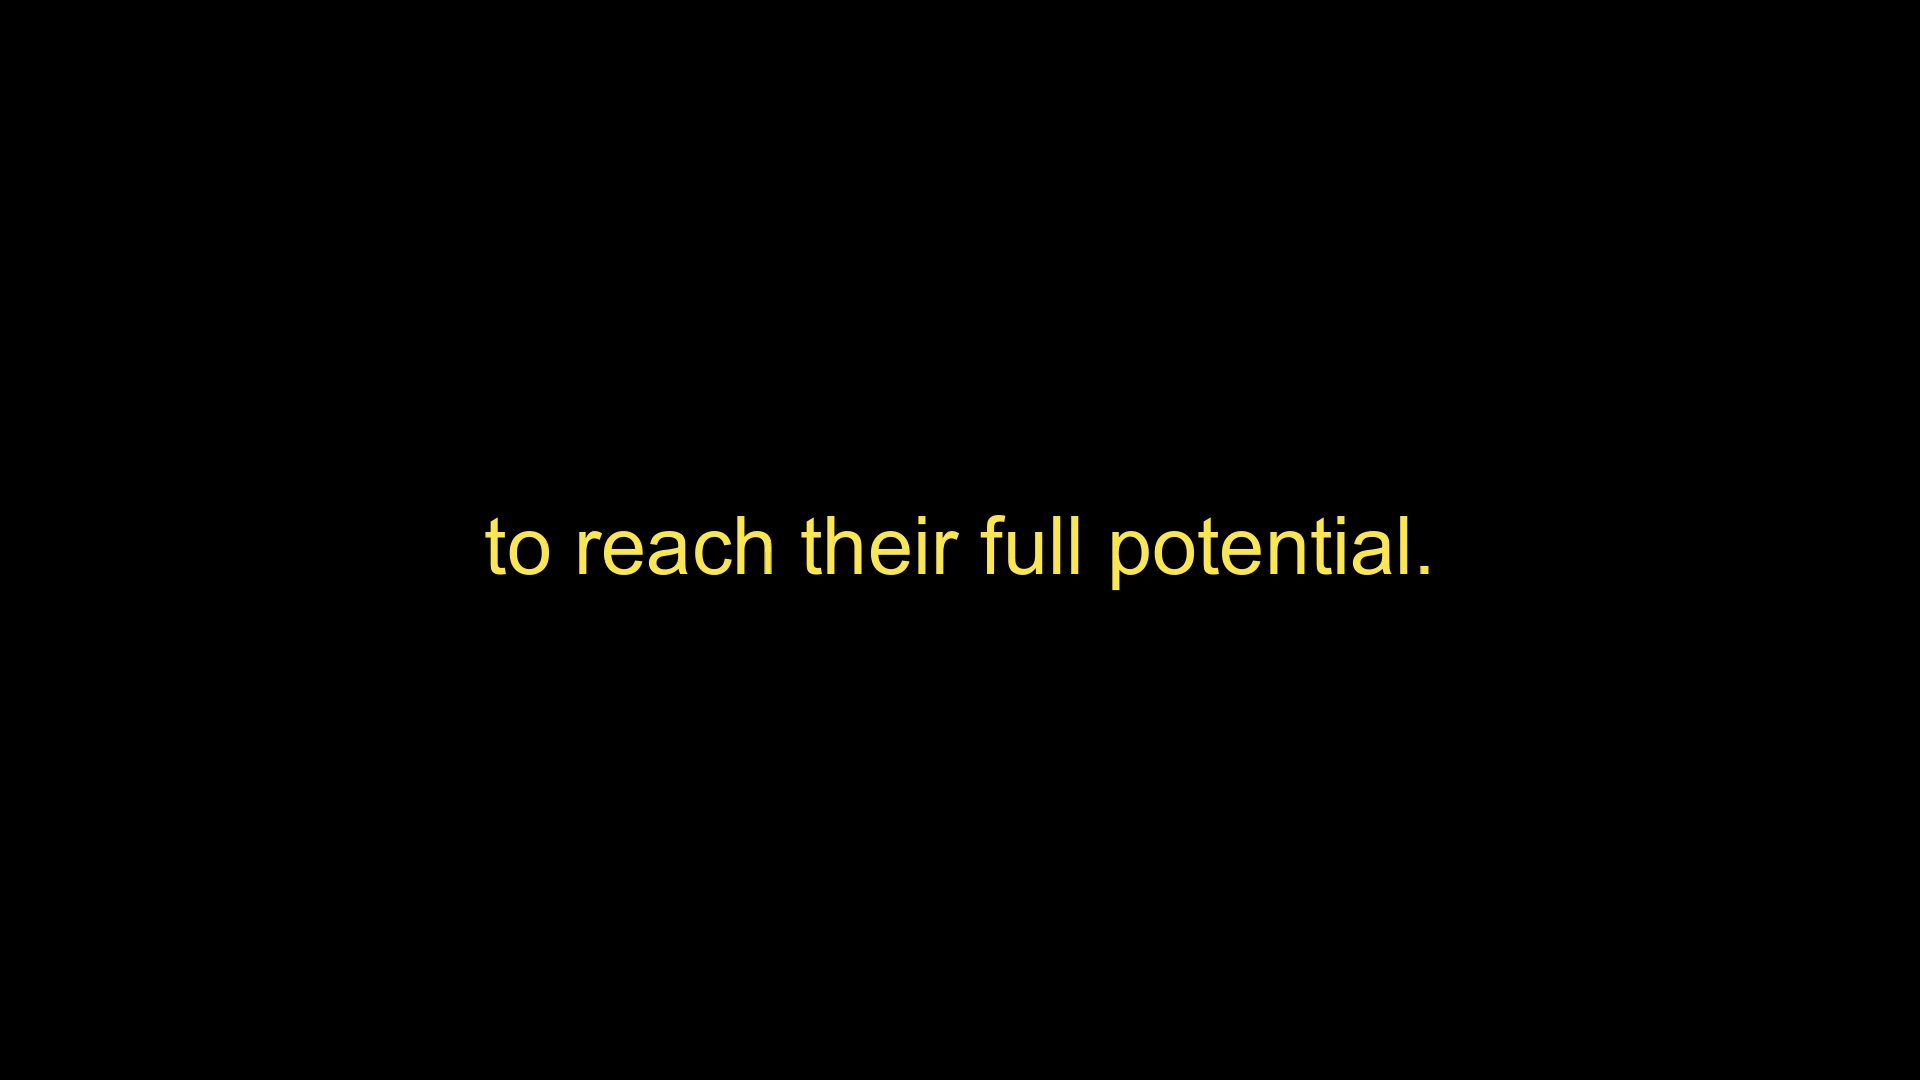 to reach their full potential.